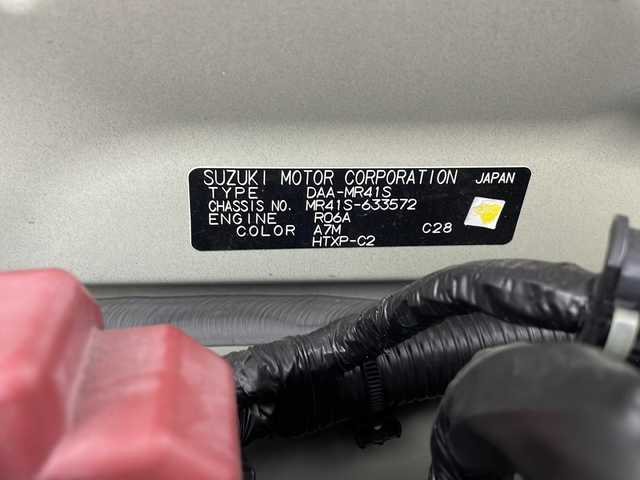 SUZUKI MOTOR CORPORATION JAPAN
TYPE DAA-MR41S
CHASSIS NO. MR41S-633572
ENGINE R06A
COLOR A7M C28
HTXP-C2